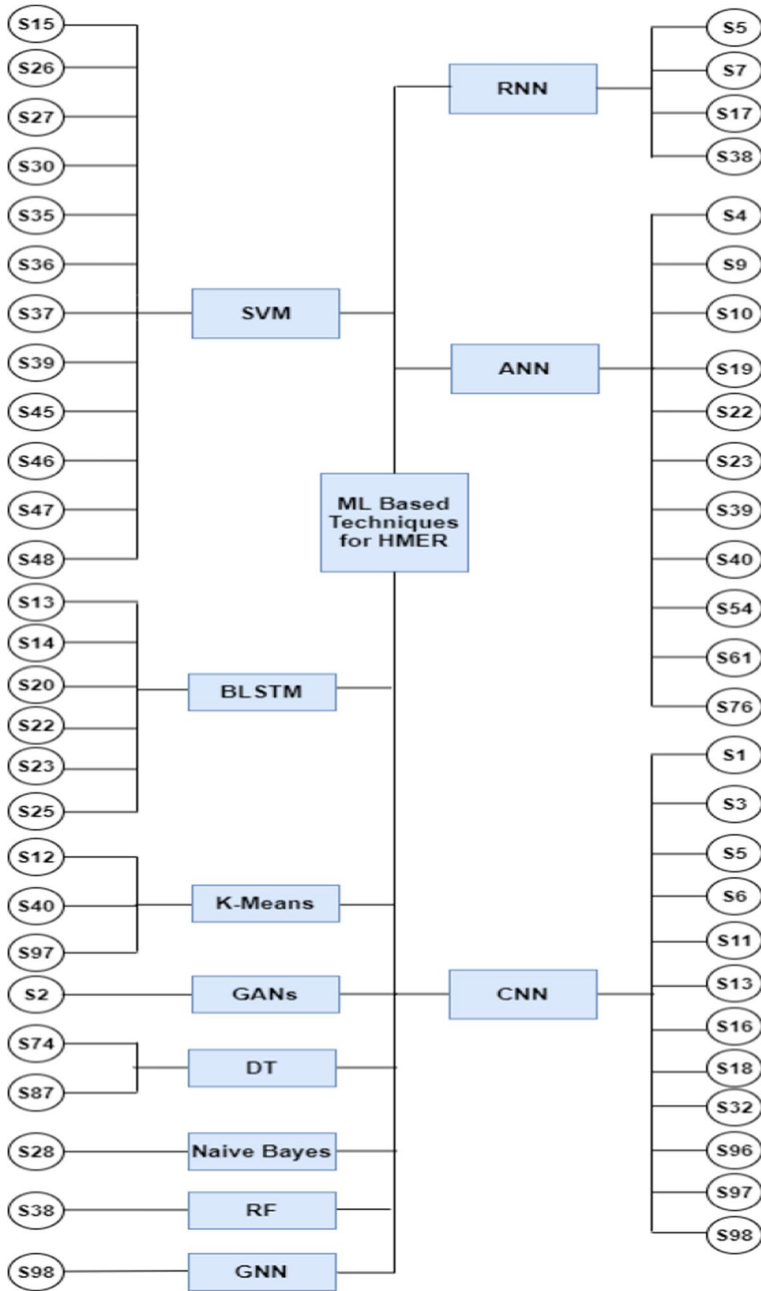 S15
S26
S27
S30
S35
S36
S37
S39
S45
S46
S47
S48
SVM
S13
S14
S20
S22
S23
S25
BLSTM
S12
S40
S97
K-Means
S2
GANs
S74
S87
DT
S28
Naive Bayes
S38
RF
S98
GNN
ML Based
Techniques
for HMER
RNN
S5
S7
S17
S38
ANN
S4
S9
S10
S19
S22
S23
S39
S40
S54
S61
S76
CNN
S1
S3
S5
S6
S11
S13
S16
S18
S32
S96
S97
S98